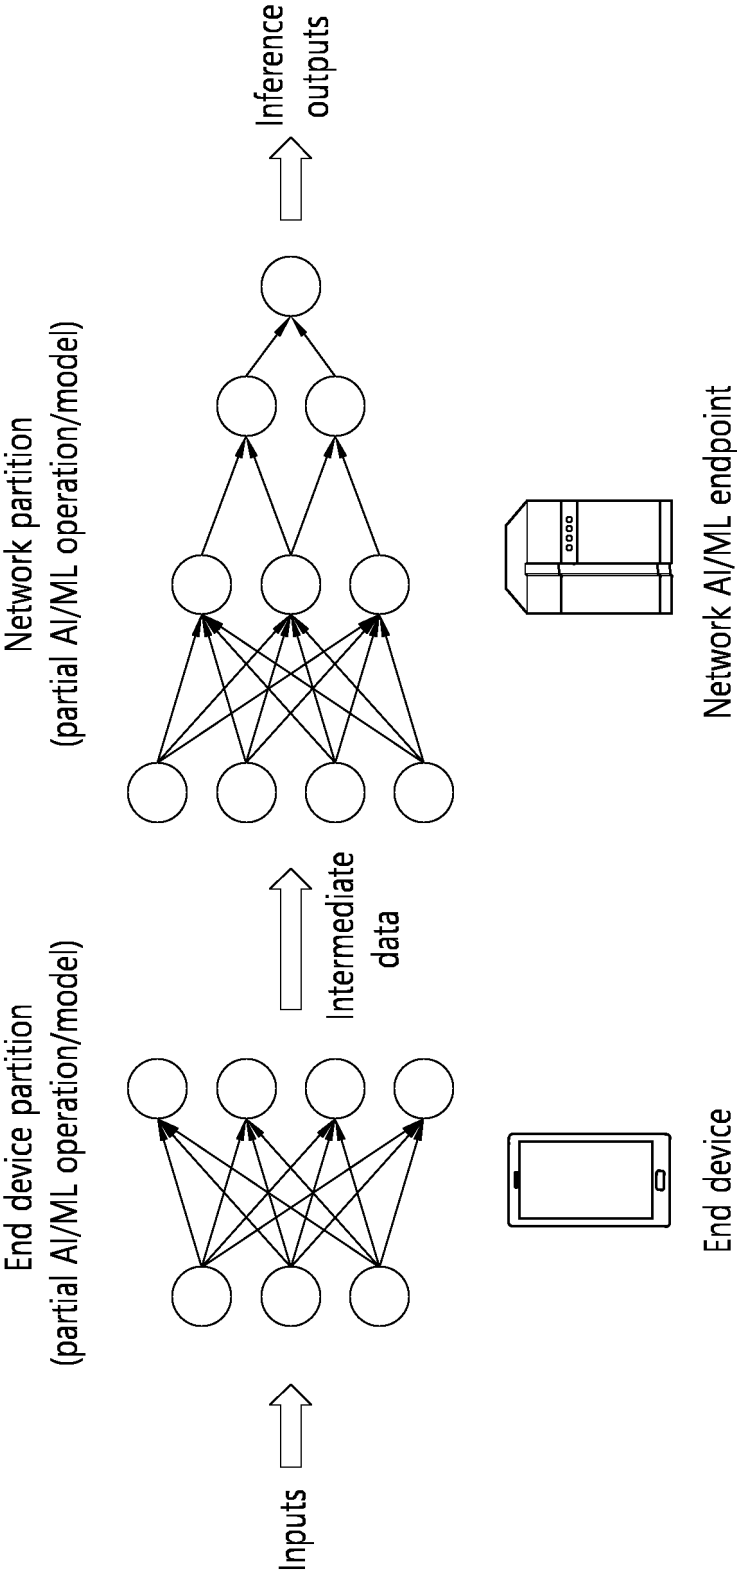 End device partition
(partial AI/ML operation/model)
Network partition
(partial AI/ML operation/model)
Inputs
Intermediate
data
Inference
outputs
End device
Network AI/ML endpoint